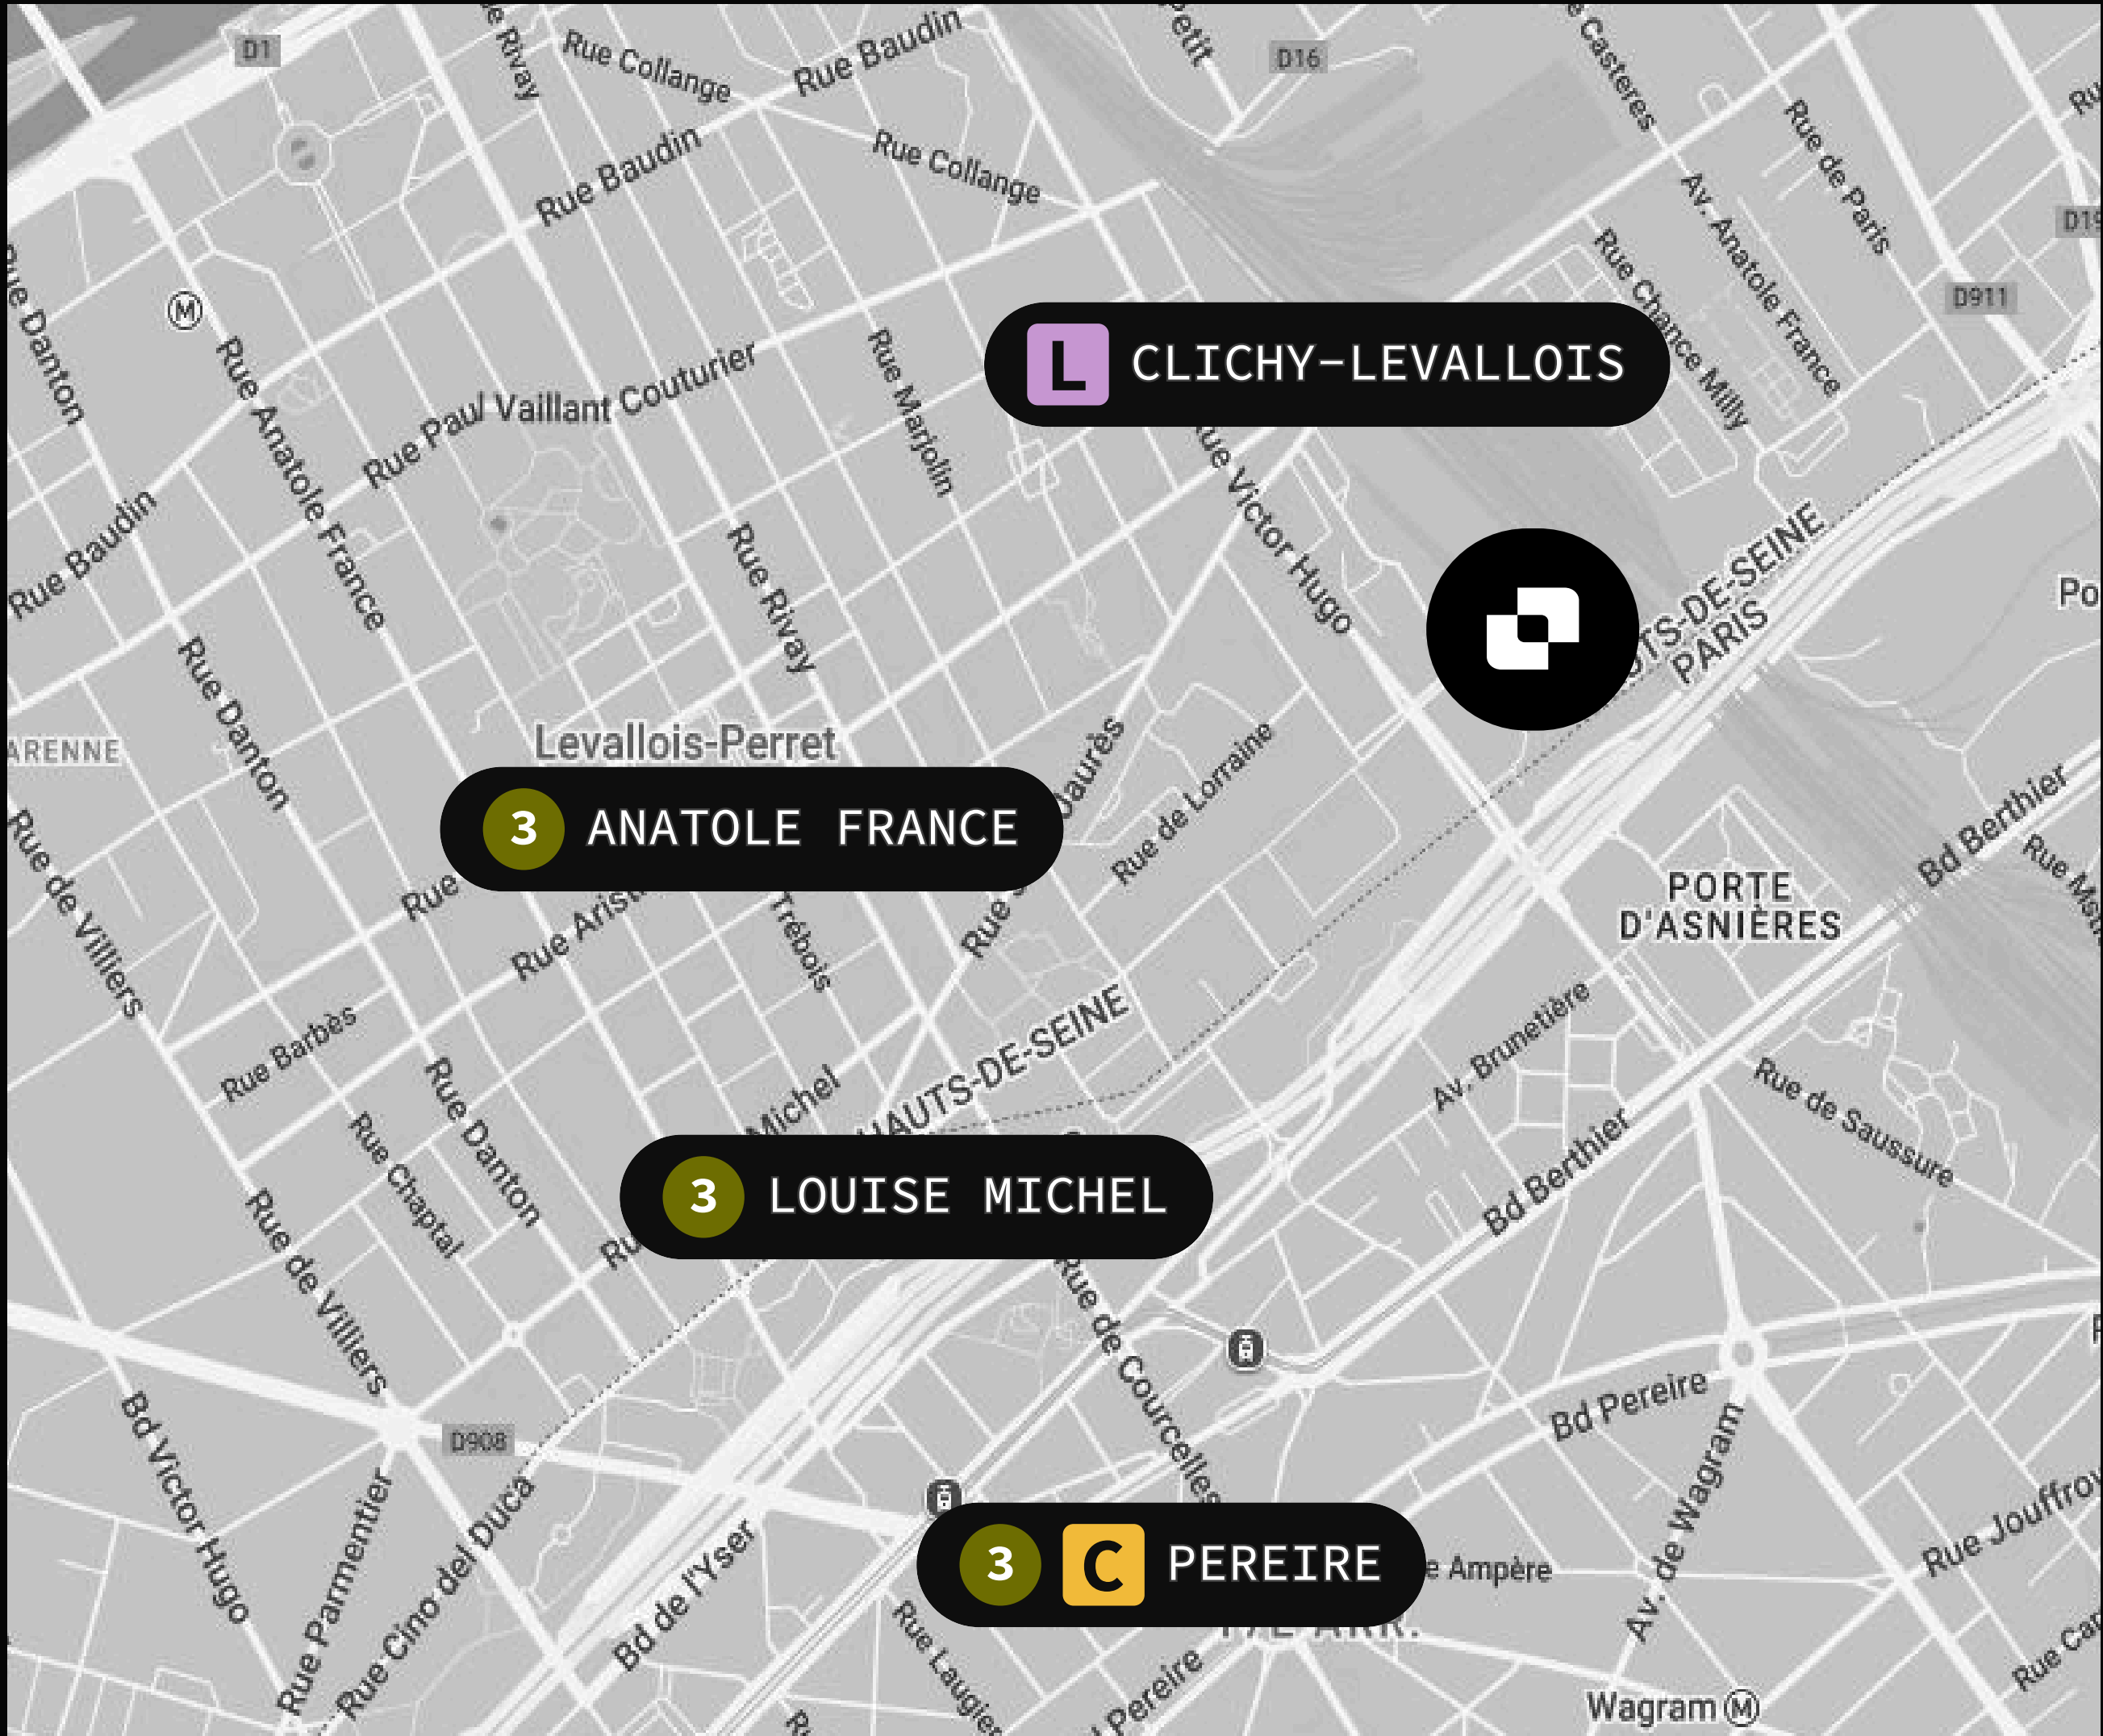 D1
Rue Collange
Rue Baudin
D16
Rue Baudin
Rue Collange
Rue de Paris
Av. Anatole France
D911
Rue Danton
Rue Chance Milly
M
Rue Anatole France
L CLICHY-LEVALLOIS
Rue Paul Vaillant Couturier
Rue Marjolin
Rue Victor Hugo
Rue Baudin
Rue Rivay
PARIS
Rue Danton
Levallois-Perret
3 ANATOLE FRANCE
Rue de Lorraine
Bd Berthier
PORTE
D'ASNIÈRES
Rue de Villiers
Trébois
Rue Barbès
HAUTS-DE-SEINE
Av. Brunetière
Rue de Saussure
Rue Danton
Michel
Rue Chaptal
Bd Berthier
3 LOUISE MICHEL
Rue de Villiers
Rue de Courcelles
Bd Pereire
D908
Bd Victor Hugo
Av. de Wagram
Rue Parmentier
Rue Cino del Duca
Bd de l'Yser
3 C PEREIRE
Ampère
Rue Laugier
Pereire
Wagram M